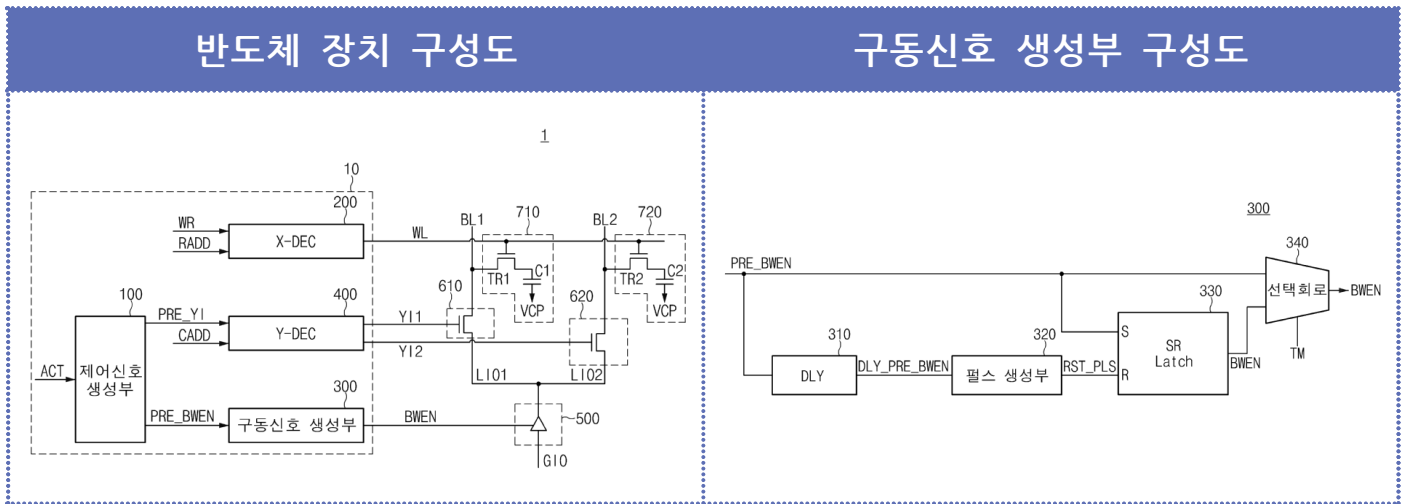 반도체 장치 구성도
구동신호 생성부 구성도
1
10
200
WR
RADD
X-DEC
WL
BL1
710
BL2
720
TR1
C1
VCP
TR2
C2
VCP
610
620
100
PRE_YI
CADD
400
Y-DEC
YI1
YI2
ACT
제어신호
생성부
LIO1
LIO2
PRE_BWEN
300
구동신호 생성부
BWEN
500
GIO
300
PRE_BWEN
340
선택회로
BWEN
TM
310
DLY
DLY_PRE_BWEN
320
펄스 생성부
RST_PLS
330
S
R
SR
Latch
BWEN